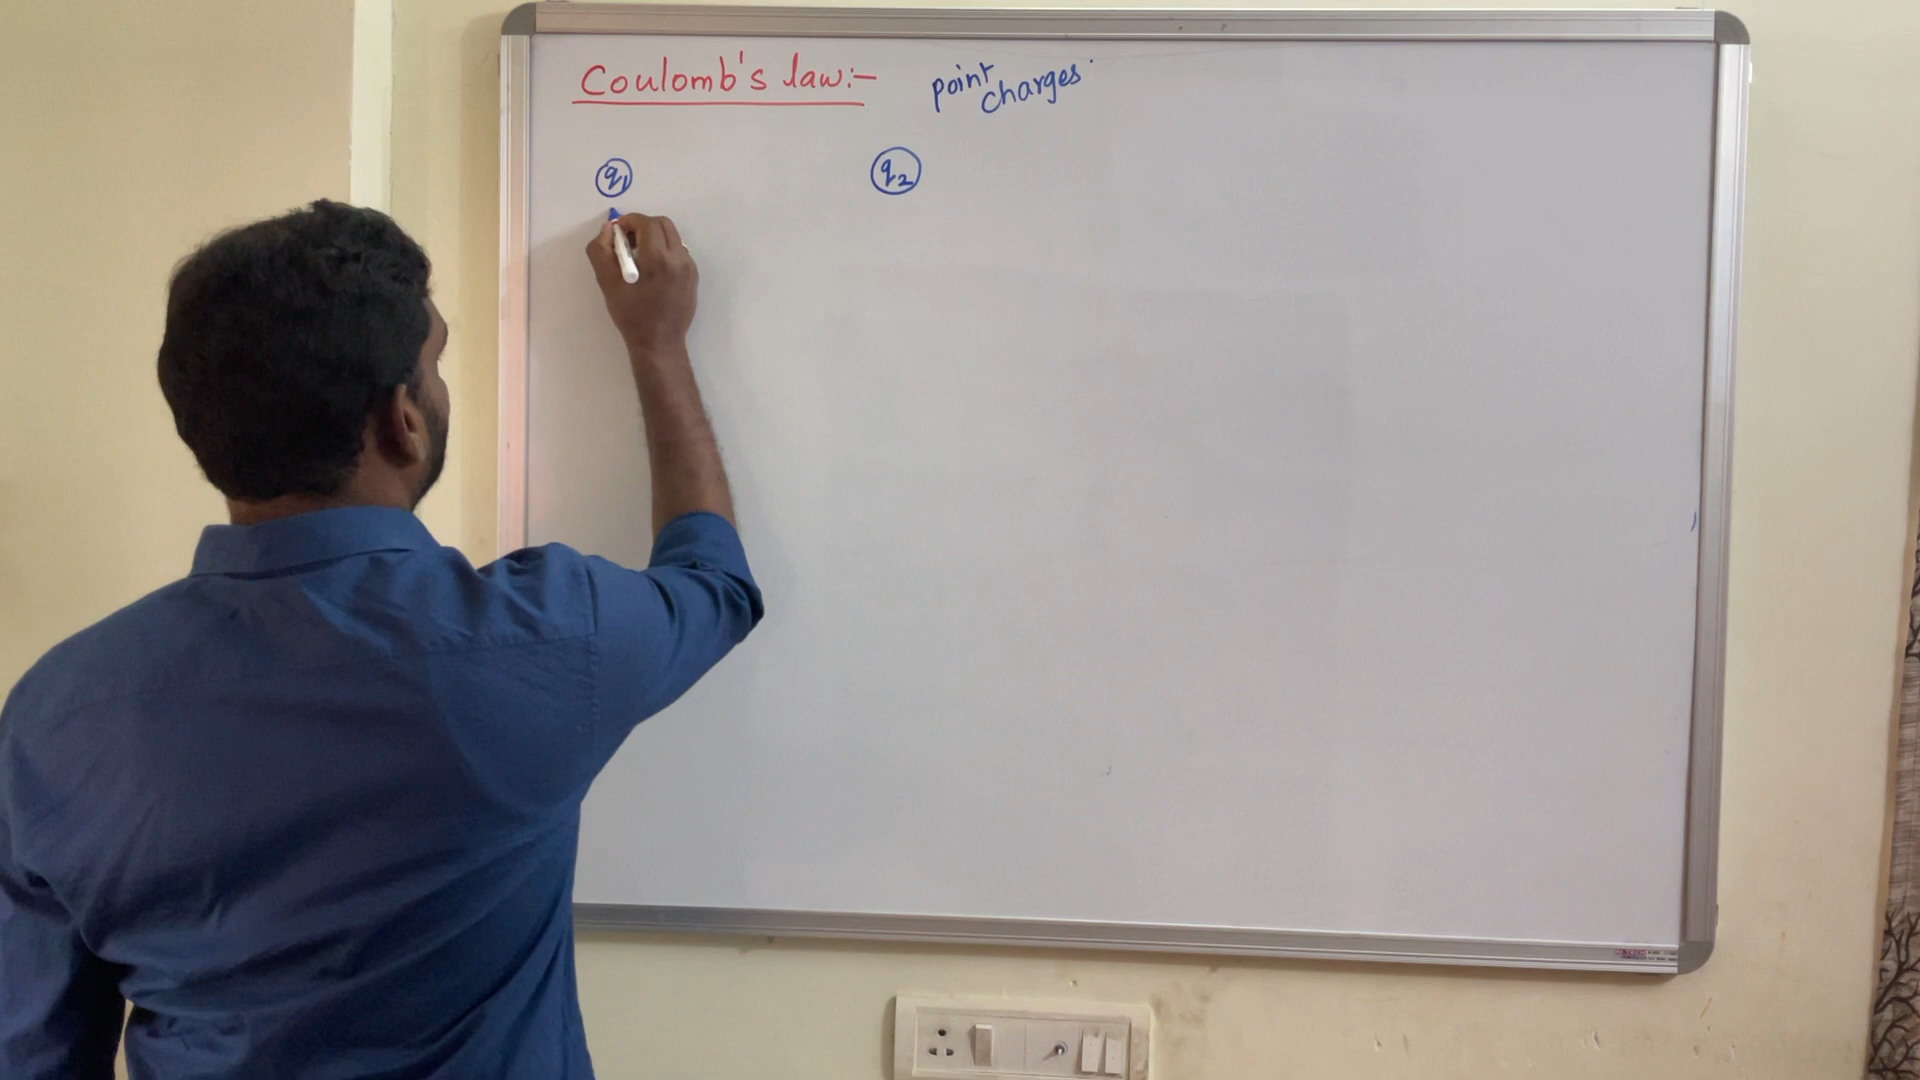 Coulomb's law:-
point
charges
q1 q2